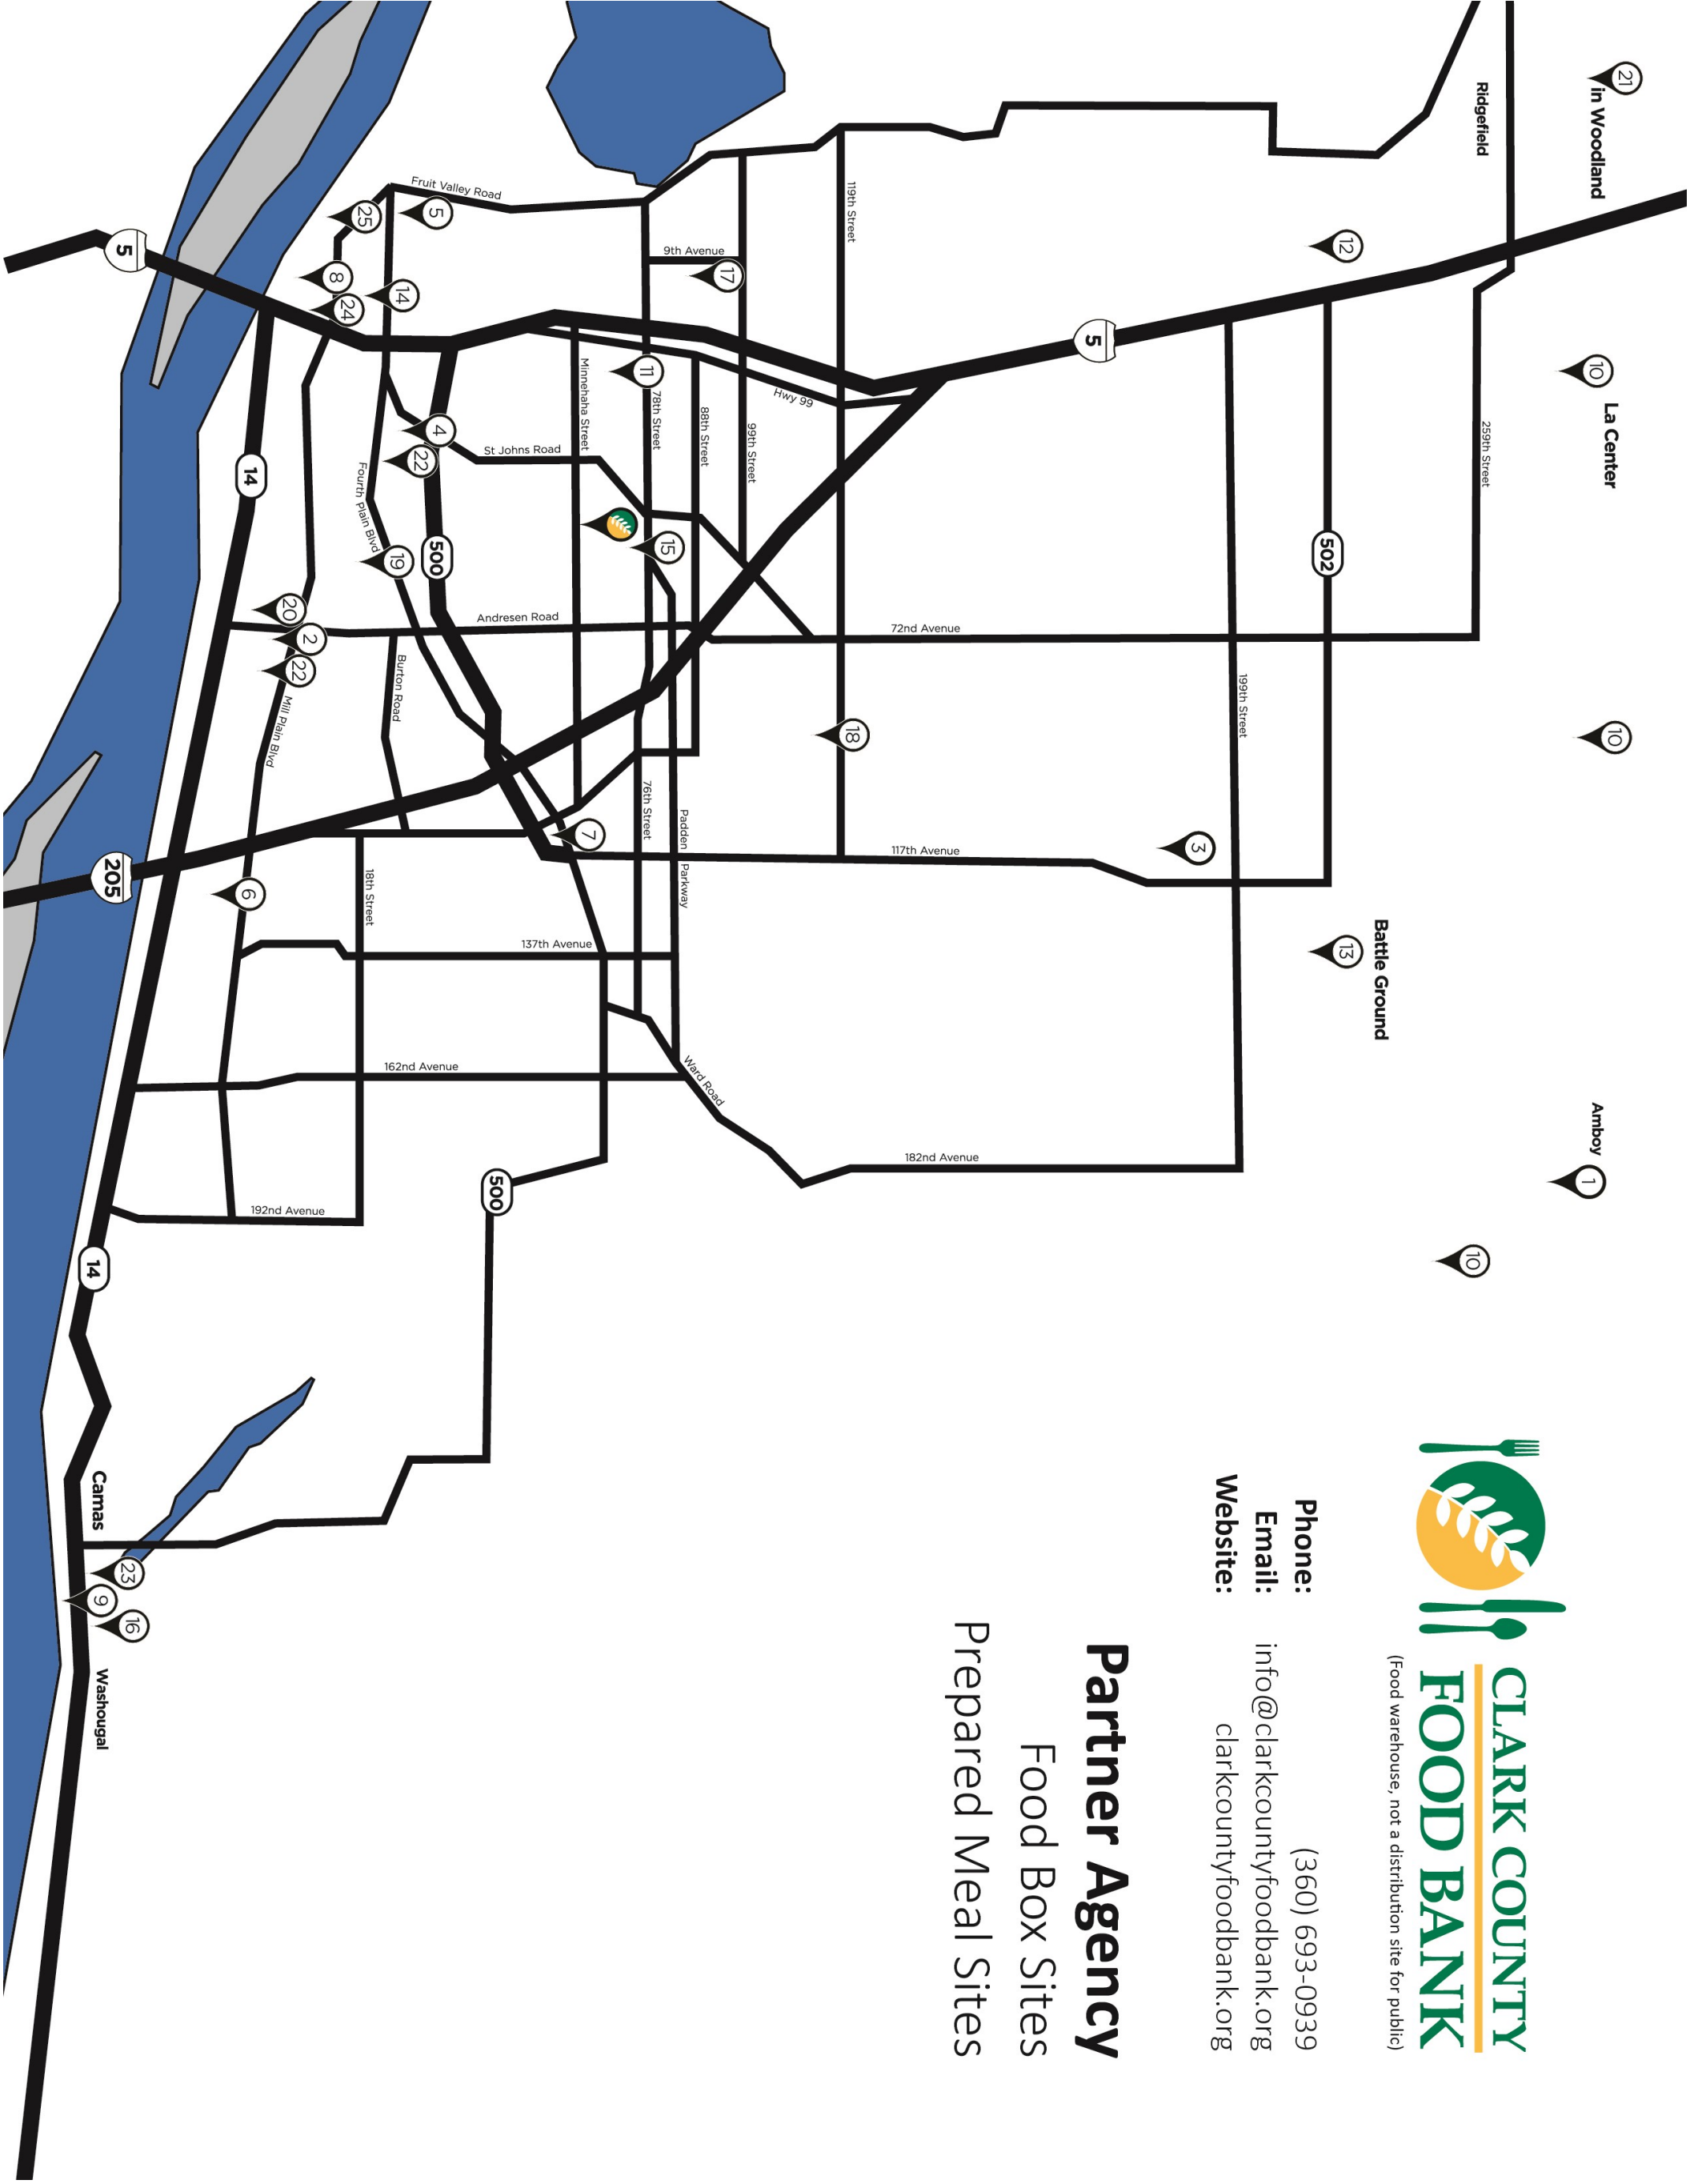 CLARK COUNTY
FOOD BANK
(Food warehouse, not a distribution site for public)
Phone: (360) 693-0939
Email: info@clarkcountyfoodbank.org
Website: clarkcountyfoodbank.org
Partner Agency
Food Box Sites
Prepared Meal Sites
21
in Woodland
10
La Center
10
Amboy
1
10
Ridgefield
259th Street
12
Battle Ground
13
502
199th Street
3
5
72nd Avenue
117th Avenue
182nd Avenue
119th Street
18
Hwy 99
99th Street
17
9th Avenue
88th Street
Padden Parkway
Ward Road
15
11
78th Street
76th Street
Minnehaha Street
7
St Johns Road
Andresen Road
137th Avenue
500
Fruit Valley Road
5
4
22
500
162nd Avenue
14
19
Fourth Plain Blvd
Burton Road
18th Street
25
8
24
20
2
22
Mill Plain Blvd
6
192nd Avenue
14
5
205
14
Camas
23
9
16
Washougal